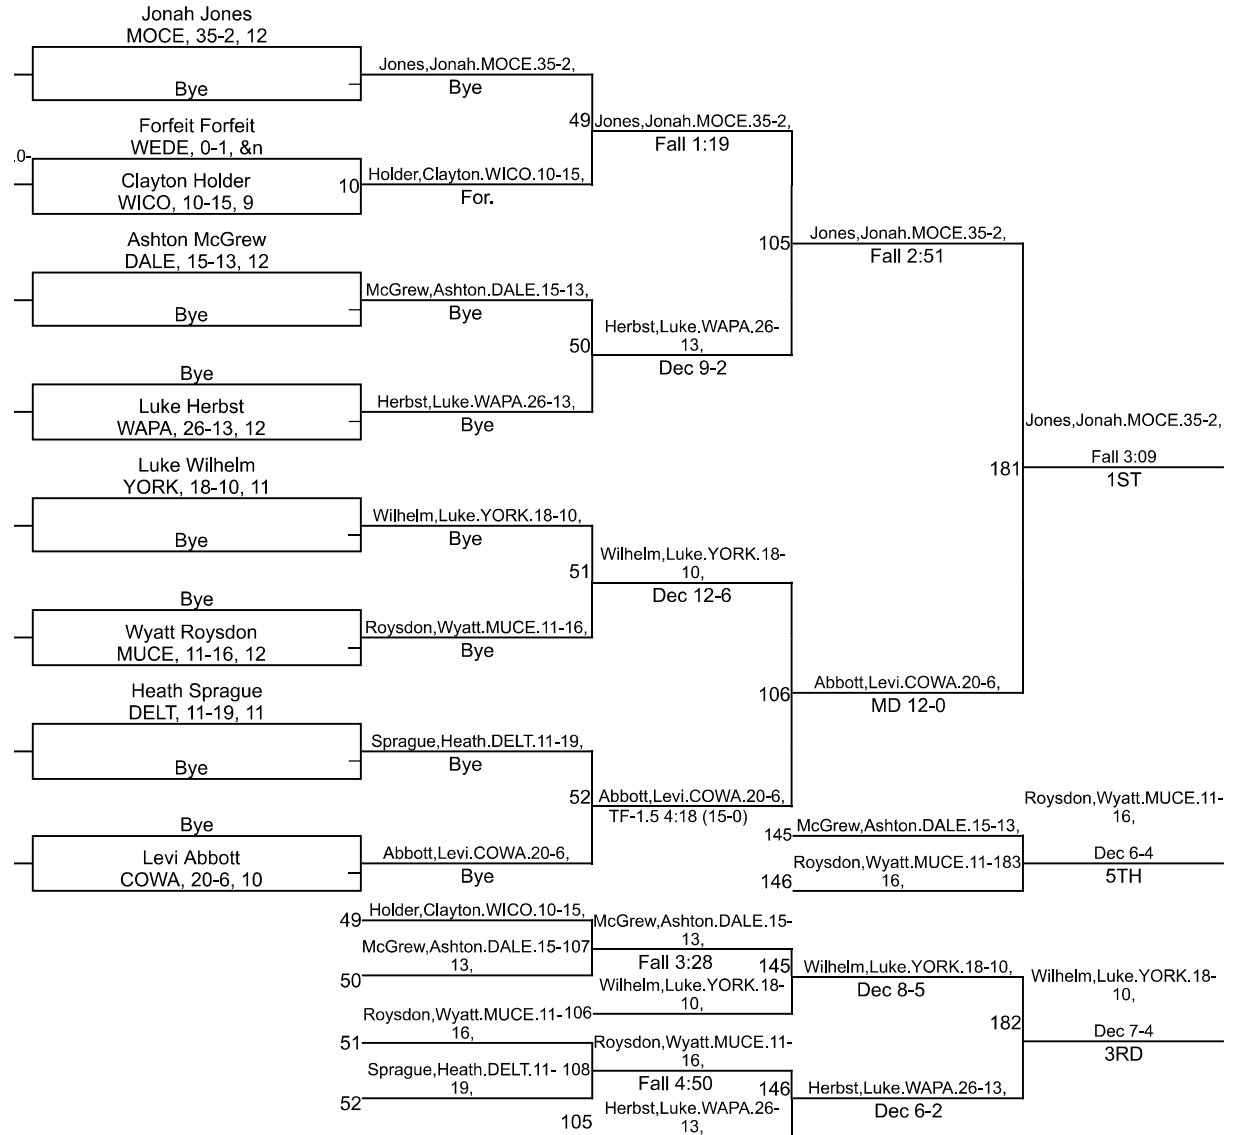 Jonah Jones
MOCE, 35-2, 12
Bye
Jones,Jonah.MOCE.35-2,
Bye
Forfeit Forfeit
WEDE, 0-1, &n
.0-
Clayton Holder
WICO, 10-15, 9
10
Holder,Clayton.WICO.10-15,
For.
49
Jones,Jonah.MOCE.35-2,
Fall 1:19
Ashton McGrew
DALE, 15-13, 12
Bye
McGrew,Ashton.DALE.15-13,
Bye
Bye
Luke Herbst
WAPA, 26-13, 12
Herbst,Luke.WAPA.26-13,
Bye
50
Herbst,Luke.WAPA.26-
13,
Dec 9-2
105
Jones,Jonah.MOCE.35-2,
Fall 2:51
Luke Wilhelm
YORK, 18-10, 11
Bye
Wilhelm,Luke.YORK.18-10,
Bye
Bye
Wyatt Roysdon
MUCE, 11-16, 12
Roysdon,Wyatt.MUCE.11-16,
Bye
51
Wilhelm,Luke.YORK.18-
10,
Dec 12-6
Heath Sprague
DELT, 11-19, 11
Bye
Sprague,Heath.DELT.11-19,
Bye
Bye
Levi Abbott
COWA, 20-6, 10
Abbott,Levi.COWA.20-6,
Bye
52
Abbott,Levi.COWA.20-6,
TF-1.5 4:18 (15-0)
106
Abbott,Levi.COWA.20-6,
MD 12-0
181
Jones,Jonah.MOCE.35-2,
Fall 3:09
1ST
145
McGrew,Ashton.DALE.15-13,
146
Roysdon,Wyatt.MUCE.11-
16,
183
Roysdon,Wyatt.MUCE.11-
16,
Dec 6-4
5TH
49
Holder,Clayton.WICO.10-15,
50
McGrew,Ashton.DALE.15-
13,
107
McGrew,Ashton.DALE.15-
13,
Fall 3:28
106
Wilhelm,Luke.YORK.18-
10,
145
Wilhelm,Luke.YORK.18-10,
Dec 8-5
51
Roysdon,Wyatt.MUCE.11-
16,
52
Sprague,Heath.DELT.11-
19,
108
Roysdon,Wyatt.MUCE.11-
16,
Fall 4:50
105
Herbst,Luke.WAPA.26-
13,
146
Herbst,Luke.WAPA.26-13,
Dec 6-2
182
Wilhelm,Luke.YORK.18-
10,
Dec 7-4
3RD